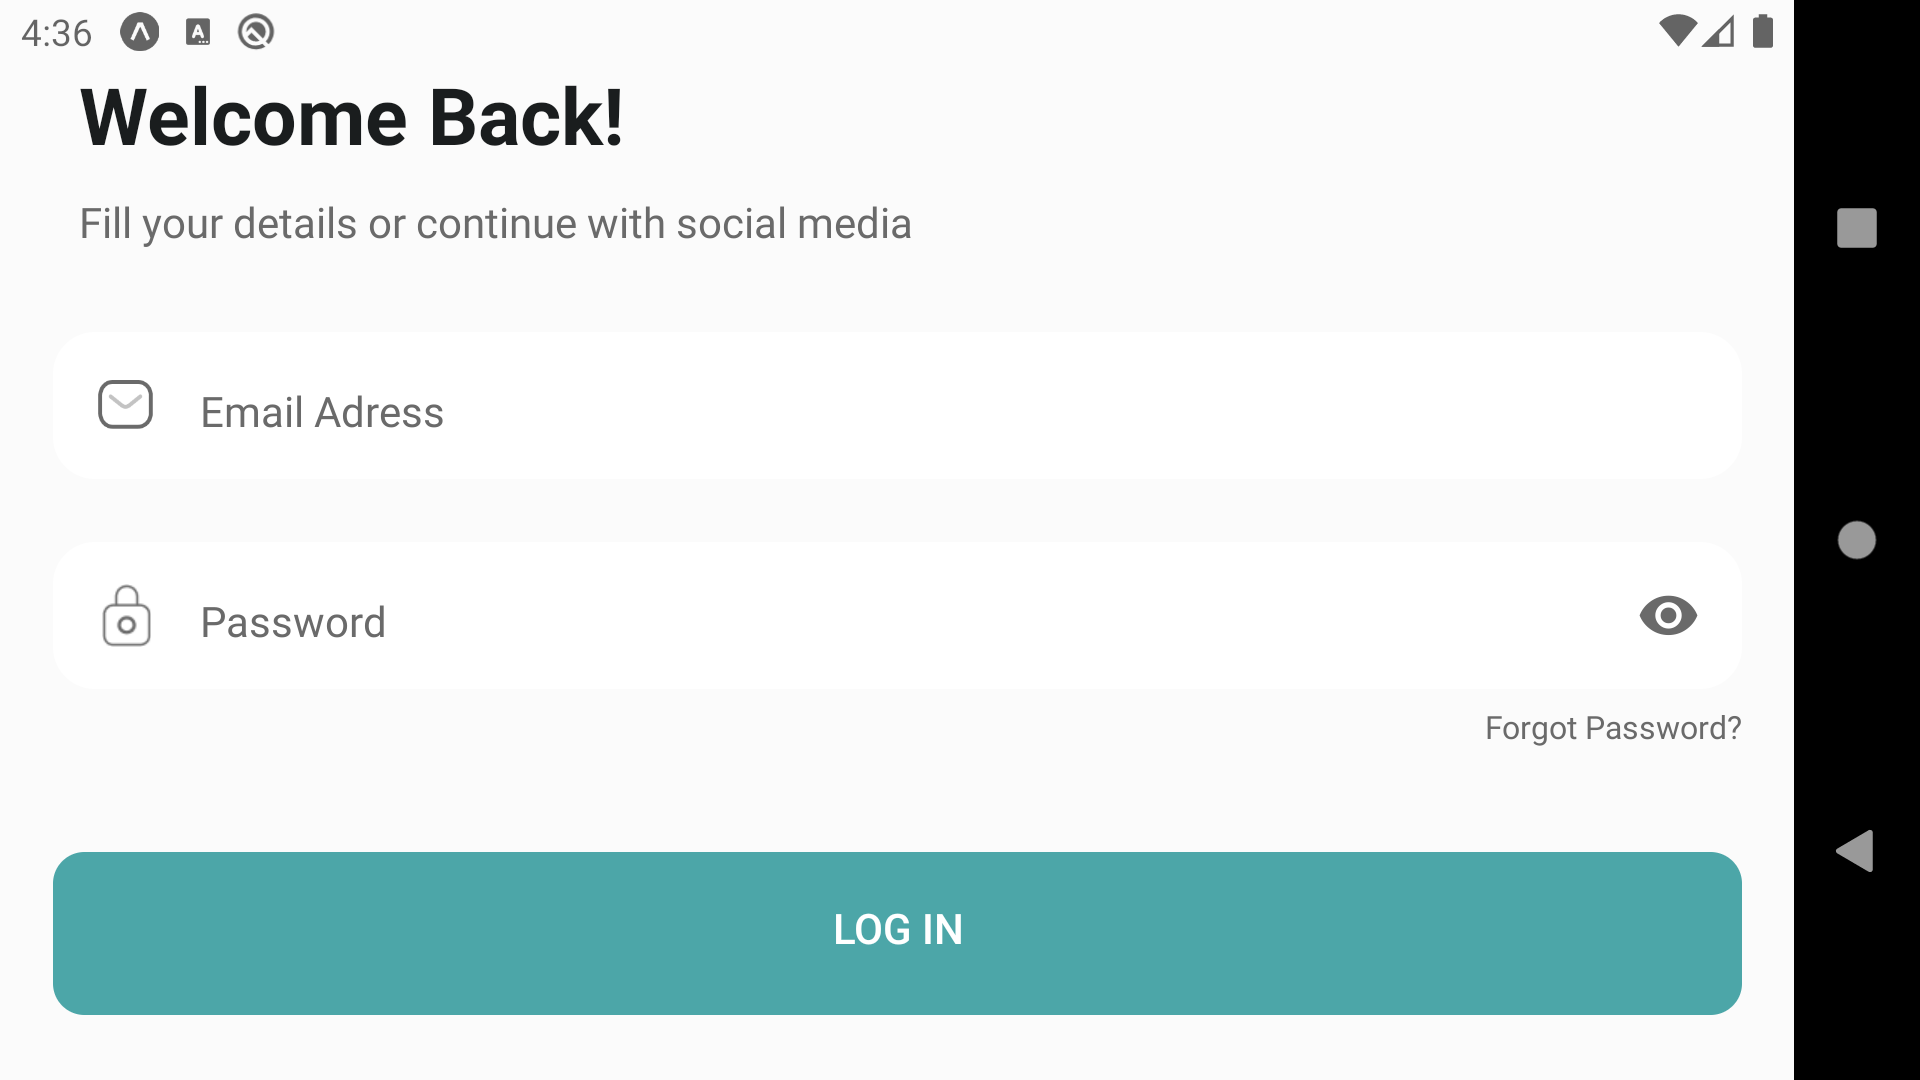 4:36
Welcome Back!
Fill your details or continue with social media
Email Adress
Password
Forgot Password?
LOG IN